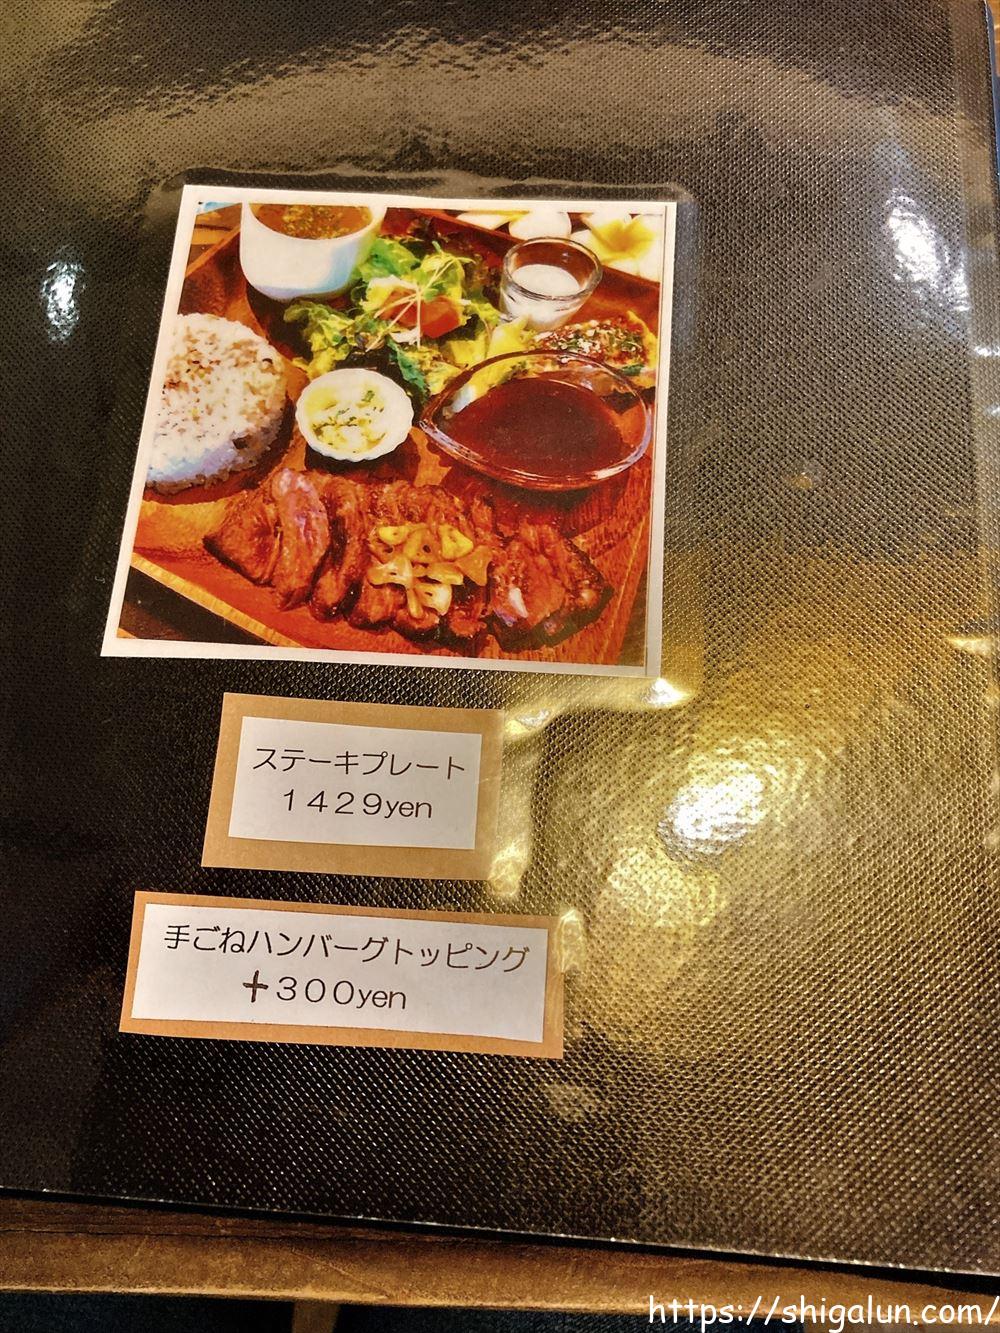 ステーキプレート
１４２９yen
手ごねハンバーグトッピング
＋３００yen
https://shigalun.com/